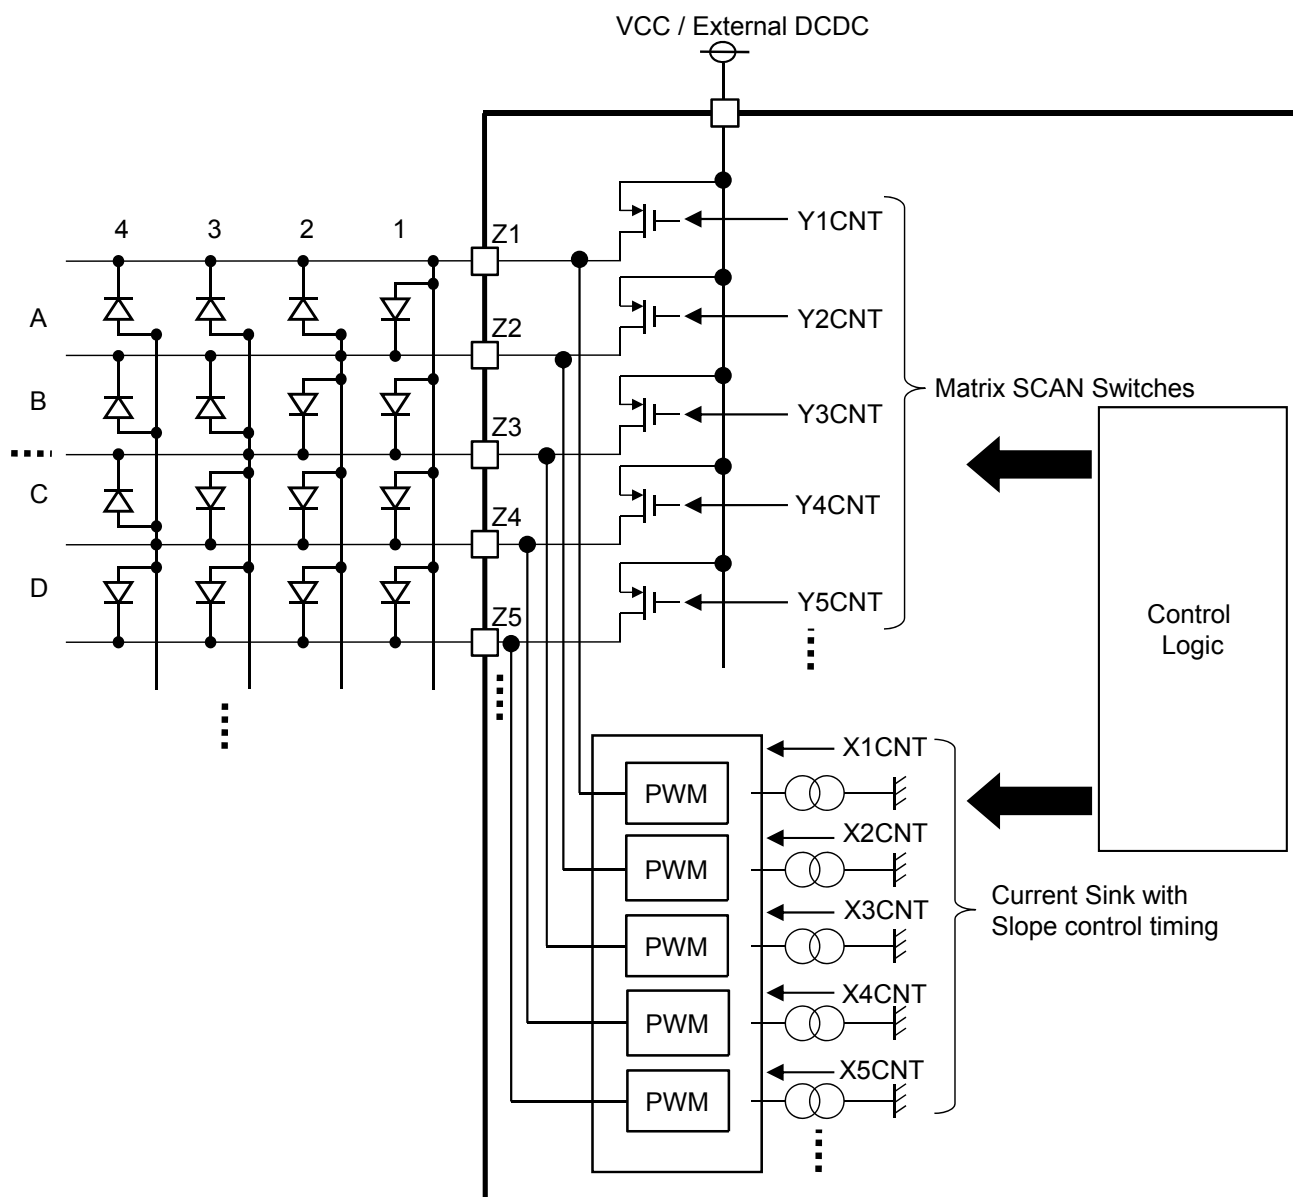 VCC / External DCDC
4 3 2 1
Z1
Y1CNT
A
Z2
Y2CNT
B
Z3
Y3CNT
Matrix SCAN Switches
C
Z4
Y4CNT
D
Z5
Y5CNT
Control
Logic
X1CNT
PWM
X2CNT
PWM
X3CNT
PWM
Current Sink with
Slope control timing
X4CNT
PWM
X5CNT
PWM